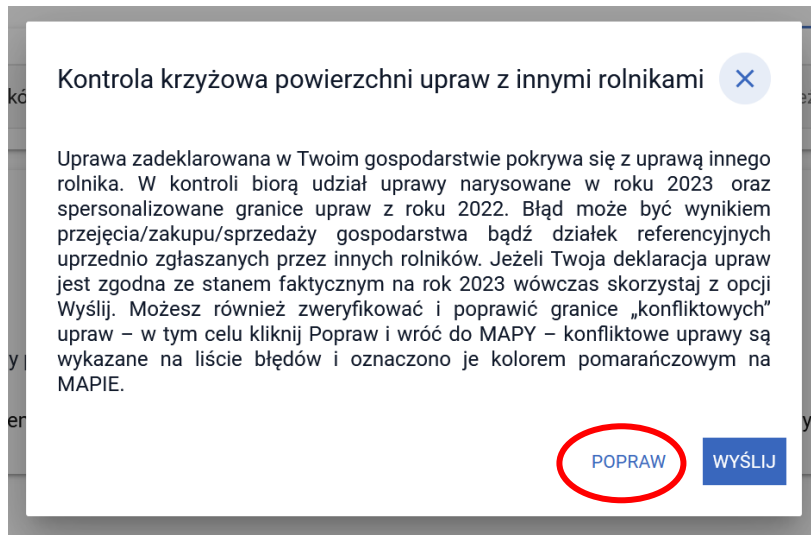 Kontrola krzyżowa powierzchni upraw z innymi rolnikami
Uprawa zadeklarowana w Twoim gospodarstwie pokrywa się z uprawą innego
rolnika. W kontroli biorą udział uprawy narysowane w roku 2023 oraz
spersonalizowane granice upraw z roku 2022. Błąd może być wynikiem
przejęcia/zakupu/sprzedaży gospodarstwa bądź działek referencyjnych
uprzednio zgłaszanych przez innych rolników. Jeżeli Twoja deklaracja upraw
jest zgodna ze stanem faktycznym na rok 2023 wówczas skorzystaj z opcji
Wyślij. Możesz również zweryfikować i poprawić granice „konfliktowych”
upraw – w tym celu kliknij Popraw i wróć do MAPY – konfliktowe uprawy są
wykazane na liście błędów i oznaczono je kolorem pomarańczowym na
MAPIE.
POPRAW WYŚLIJ